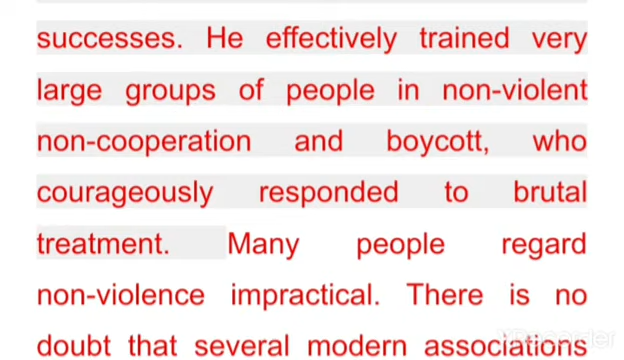 successes. He effectively trained very
large groups of people in non-violent
non-cooperation and boycott, who
courageously responded to brutal
treatment. Many people regard
non-violence impractical. There is no
doubt that several modern associations
XRecorder